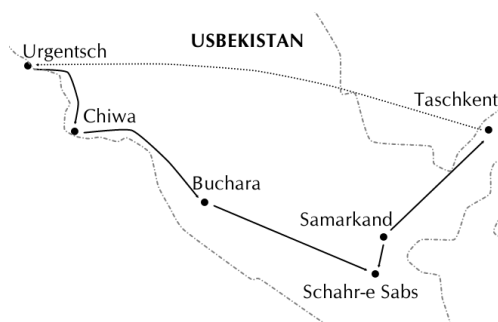 USBEKISTAN
Urgentsch
Taschkent
Chiwa
Buchara
Samarkand
Schahr-e Sabs